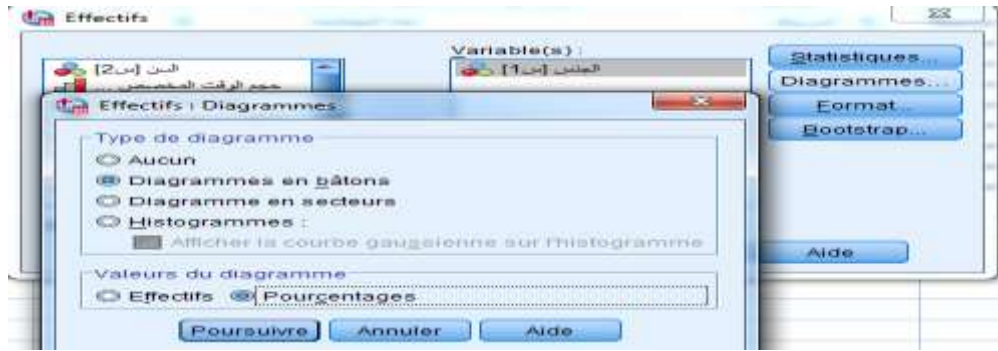 Effectifs
Variable(s) :
السن [س2]
حجم الوقت المخصص ...
الجنس [س1]
Statistiques...
Diagrammes...
Format...
Bootstrap...
Effectifs : Diagrammes
Type de diagramme
Aucun
Diagrammes en bâtons
Diagramme en secteurs
Histogrammes :
Afficher la courbe gaussienne sur l'histogramme
Valeurs du diagramme
Effectifs Pourcentages
Poursuivre Annuler Aide
Aide